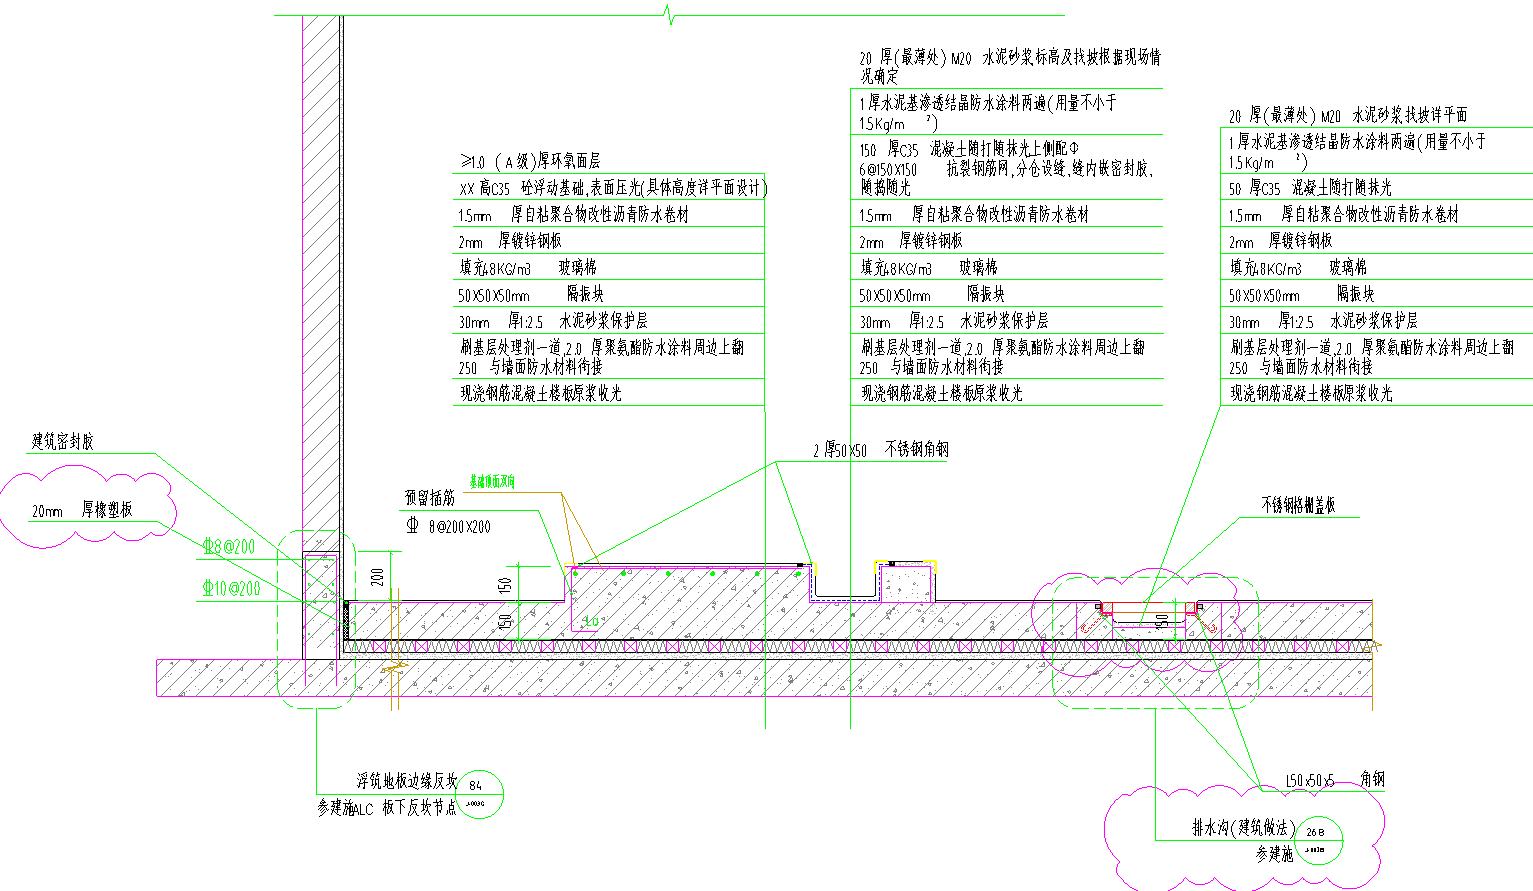 20 厚(最薄处) M20 水泥砂浆,标高及找坡根据现场情
况确定
1 厚水泥基渗透结晶防水涂料两遍(用量不小于
1.5Kg/m ²)
150 厚C35 混凝土随打随抹光上侧配Φ
6@150X150 抗裂钢筋网,分仓设缝,缝内嵌密封胶,
随捣随光
1.5mm 厚自粘聚合物改性沥青防水卷材
2mm 厚镀锌钢板
填充48KG/m3 玻璃棉
50X50X50mm 隔振块
30mm 厚1:2.5 水泥砂浆保护层
刷基层处理剂一道,2.0 厚聚氨酯防水涂料周边上翻
250 与墙面防水材料衔接
现浇钢筋混凝土楼板原浆收光
20 厚(最薄处) M20 水泥砂浆找坡详平面
1 厚水泥基渗透结晶防水涂料两遍(用量不小于
1.5Kg/m ²)
50 厚C35 混凝土随打随抹光
1.5mm 厚自粘聚合物改性沥青防水卷材
2mm 厚镀锌钢板
填充48KG/m3 玻璃棉
50X50X50mm 隔振块
30mm 厚1:2.5 水泥砂浆保护层
刷基层处理剂一道,2.0 厚聚氨酯防水涂料周边上翻
250 与墙面防水材料衔接
现浇钢筋混凝土楼板原浆收光
≥1.0 (A 级)厚环氧面层
XX 高C35 砼浮动基础,表面压光(具体高度详平面设计)
1.5mm 厚自粘聚合物改性沥青防水卷材
2mm 厚镀锌钢板
填充48KG/m3 玻璃棉
50X50X50mm 隔振块
30mm 厚1:2.5 水泥砂浆保护层
刷基层处理剂一道,2.0 厚聚氨酯防水涂料周边上翻
250 与墙面防水材料衔接
现浇钢筋混凝土楼板原浆收光
建筑密封胶
20mm 厚橡塑板
2 厚50X50 不锈钢角钢
基础顶面双向
预留插筋
Φ 8@200X200
不锈钢格栅盖板
Φ8@200
Φ10@200
200
150
150
La
150
浮筑地板边缘反坎
84
参建施ALC 板下反坎节点
L50x50x5 角钢
排水沟(建筑做法)
26B
参建施